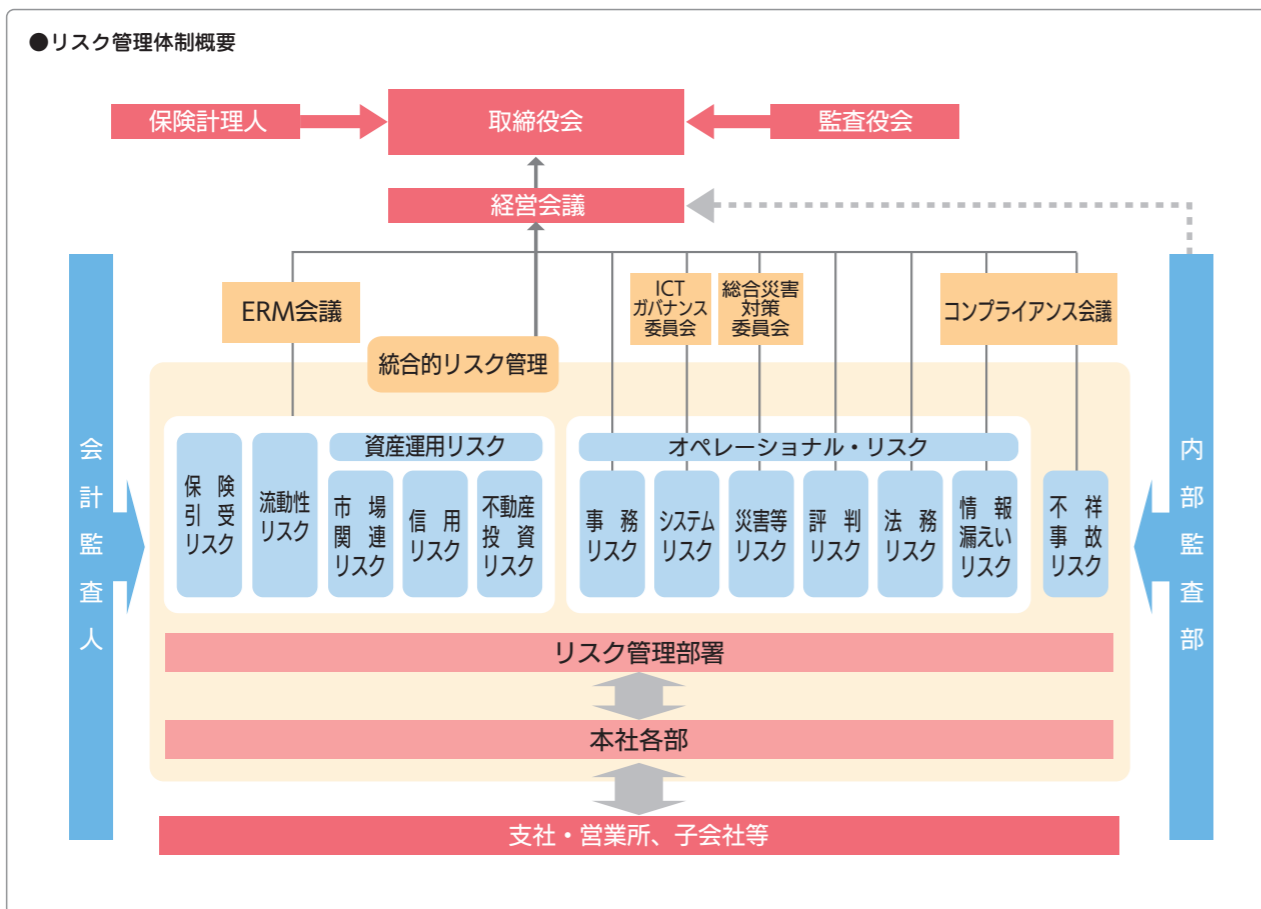 ●リスク管理体制概要
保険計理人
取締役会
監査役会
経営会議
ERM会議
ICT
ガバナンス
委員会
総合災害
対策
委員会
コンプライアンス会議
統合的リスク管理
会計監査人
内部監査部
資産運用リスク
オペレーショナル・リスク
保険
引受
リスク
流動性
リスク
市場
関連
リスク
信用
リスク
不動産
投資
リスク
事務
リスク
システム
リスク
災害等
リスク
評判
リスク
法務
リスク
情報
漏えい
リスク
不祥
事故
リスク
リスク管理部署
本社各部
支社・営業所、子会社等